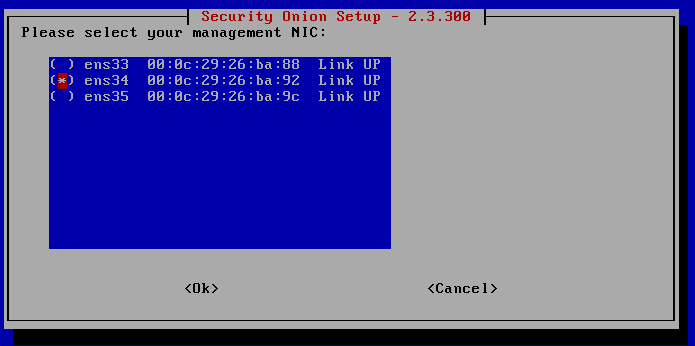 Security Onion Setup - 2.3.300
Please select your management NIC:
( ) ens33 00:0c:29:26:ba:88 Link UP
(*) ens34 00:0c:29:26:ba:92 Link UP
( ) ens35 00:0c:29:26:ba:9c Link UP
<Ok> <Cancel>